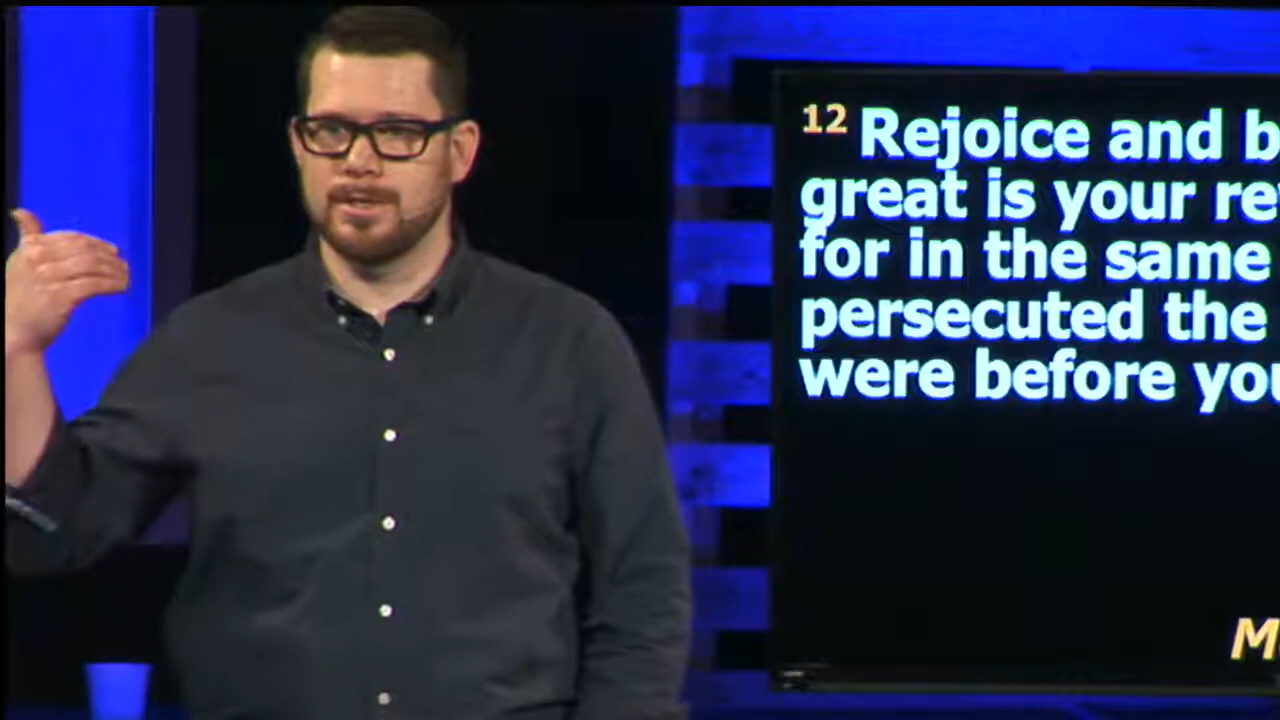 12 Rejoice and b
great is your re
for in the same
persecuted the
were before you
M